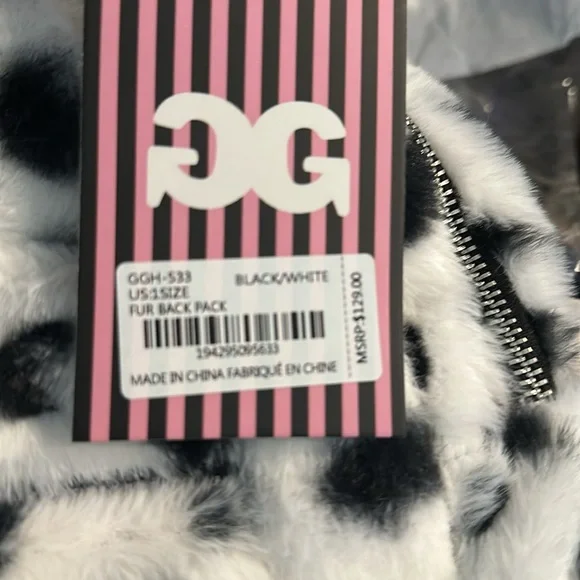 GG
GGH-533 BLACK/WHITE
US:1SIZE
FUR BACK PACK
194295095633
MADE IN CHINA FABRIQUÉ EN CHINE
MSRP:$129.00